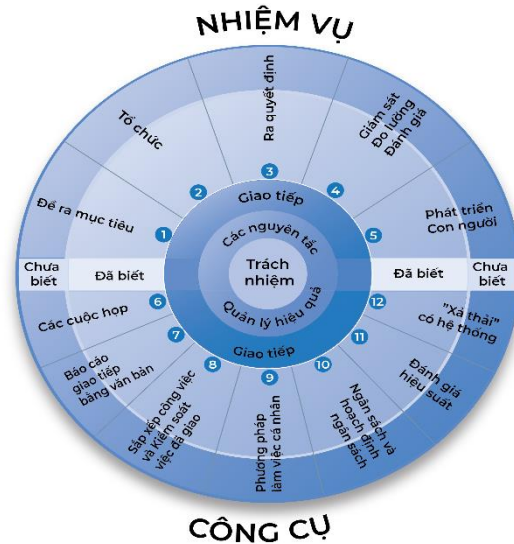 NHIỆM VỤ
Đề ra mục tiêu
1
Tổ chức
2
Ra quyết định
3
Giám sát
Đo lường
Đánh giá
4
Phát triển
Con người
5
Giao tiếp
Các nguyên tắc
Trách
nhiệm
Quản lý hiệu quả
Giao tiếp
Chưa
biết
Đã biết
Đã biết
Chưa
biết
6
Các cuộc họp
7
Báo cáo
giao tiếp
bằng văn bản
8
Sắp xếp công việc
và Kiểm soát
việc đã giao
9
Phương pháp
làm việc cá nhân
10
Ngân sách và
hoạch định
ngân sách
11
Đánh giá
hiệu suất
12
"Xả thải"
có hệ thống
CÔNG CỤ